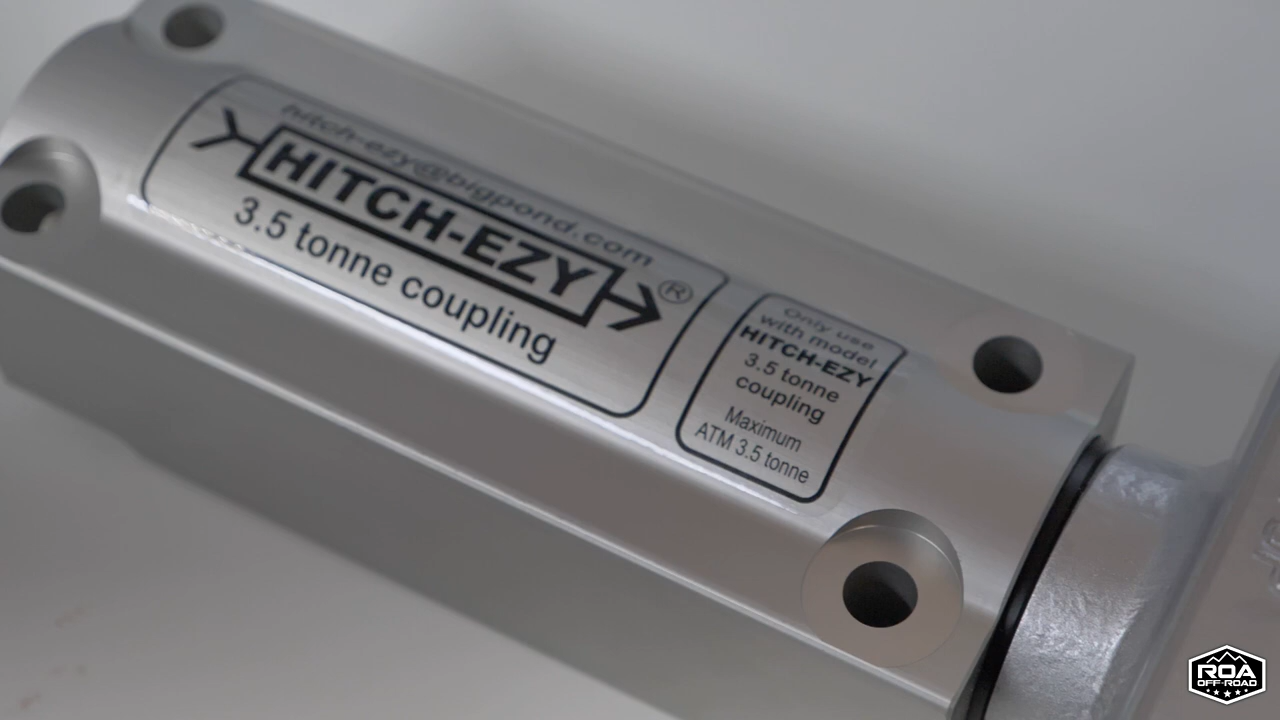 hitch-ezy@bigpond.com
HITCH-EZY®
3.5 tonne coupling
Only use
with model
HITCH-EZY
3.5 tonne
coupling
Maximum
ATM 3.5 tonne
ROA
OFF-ROAD